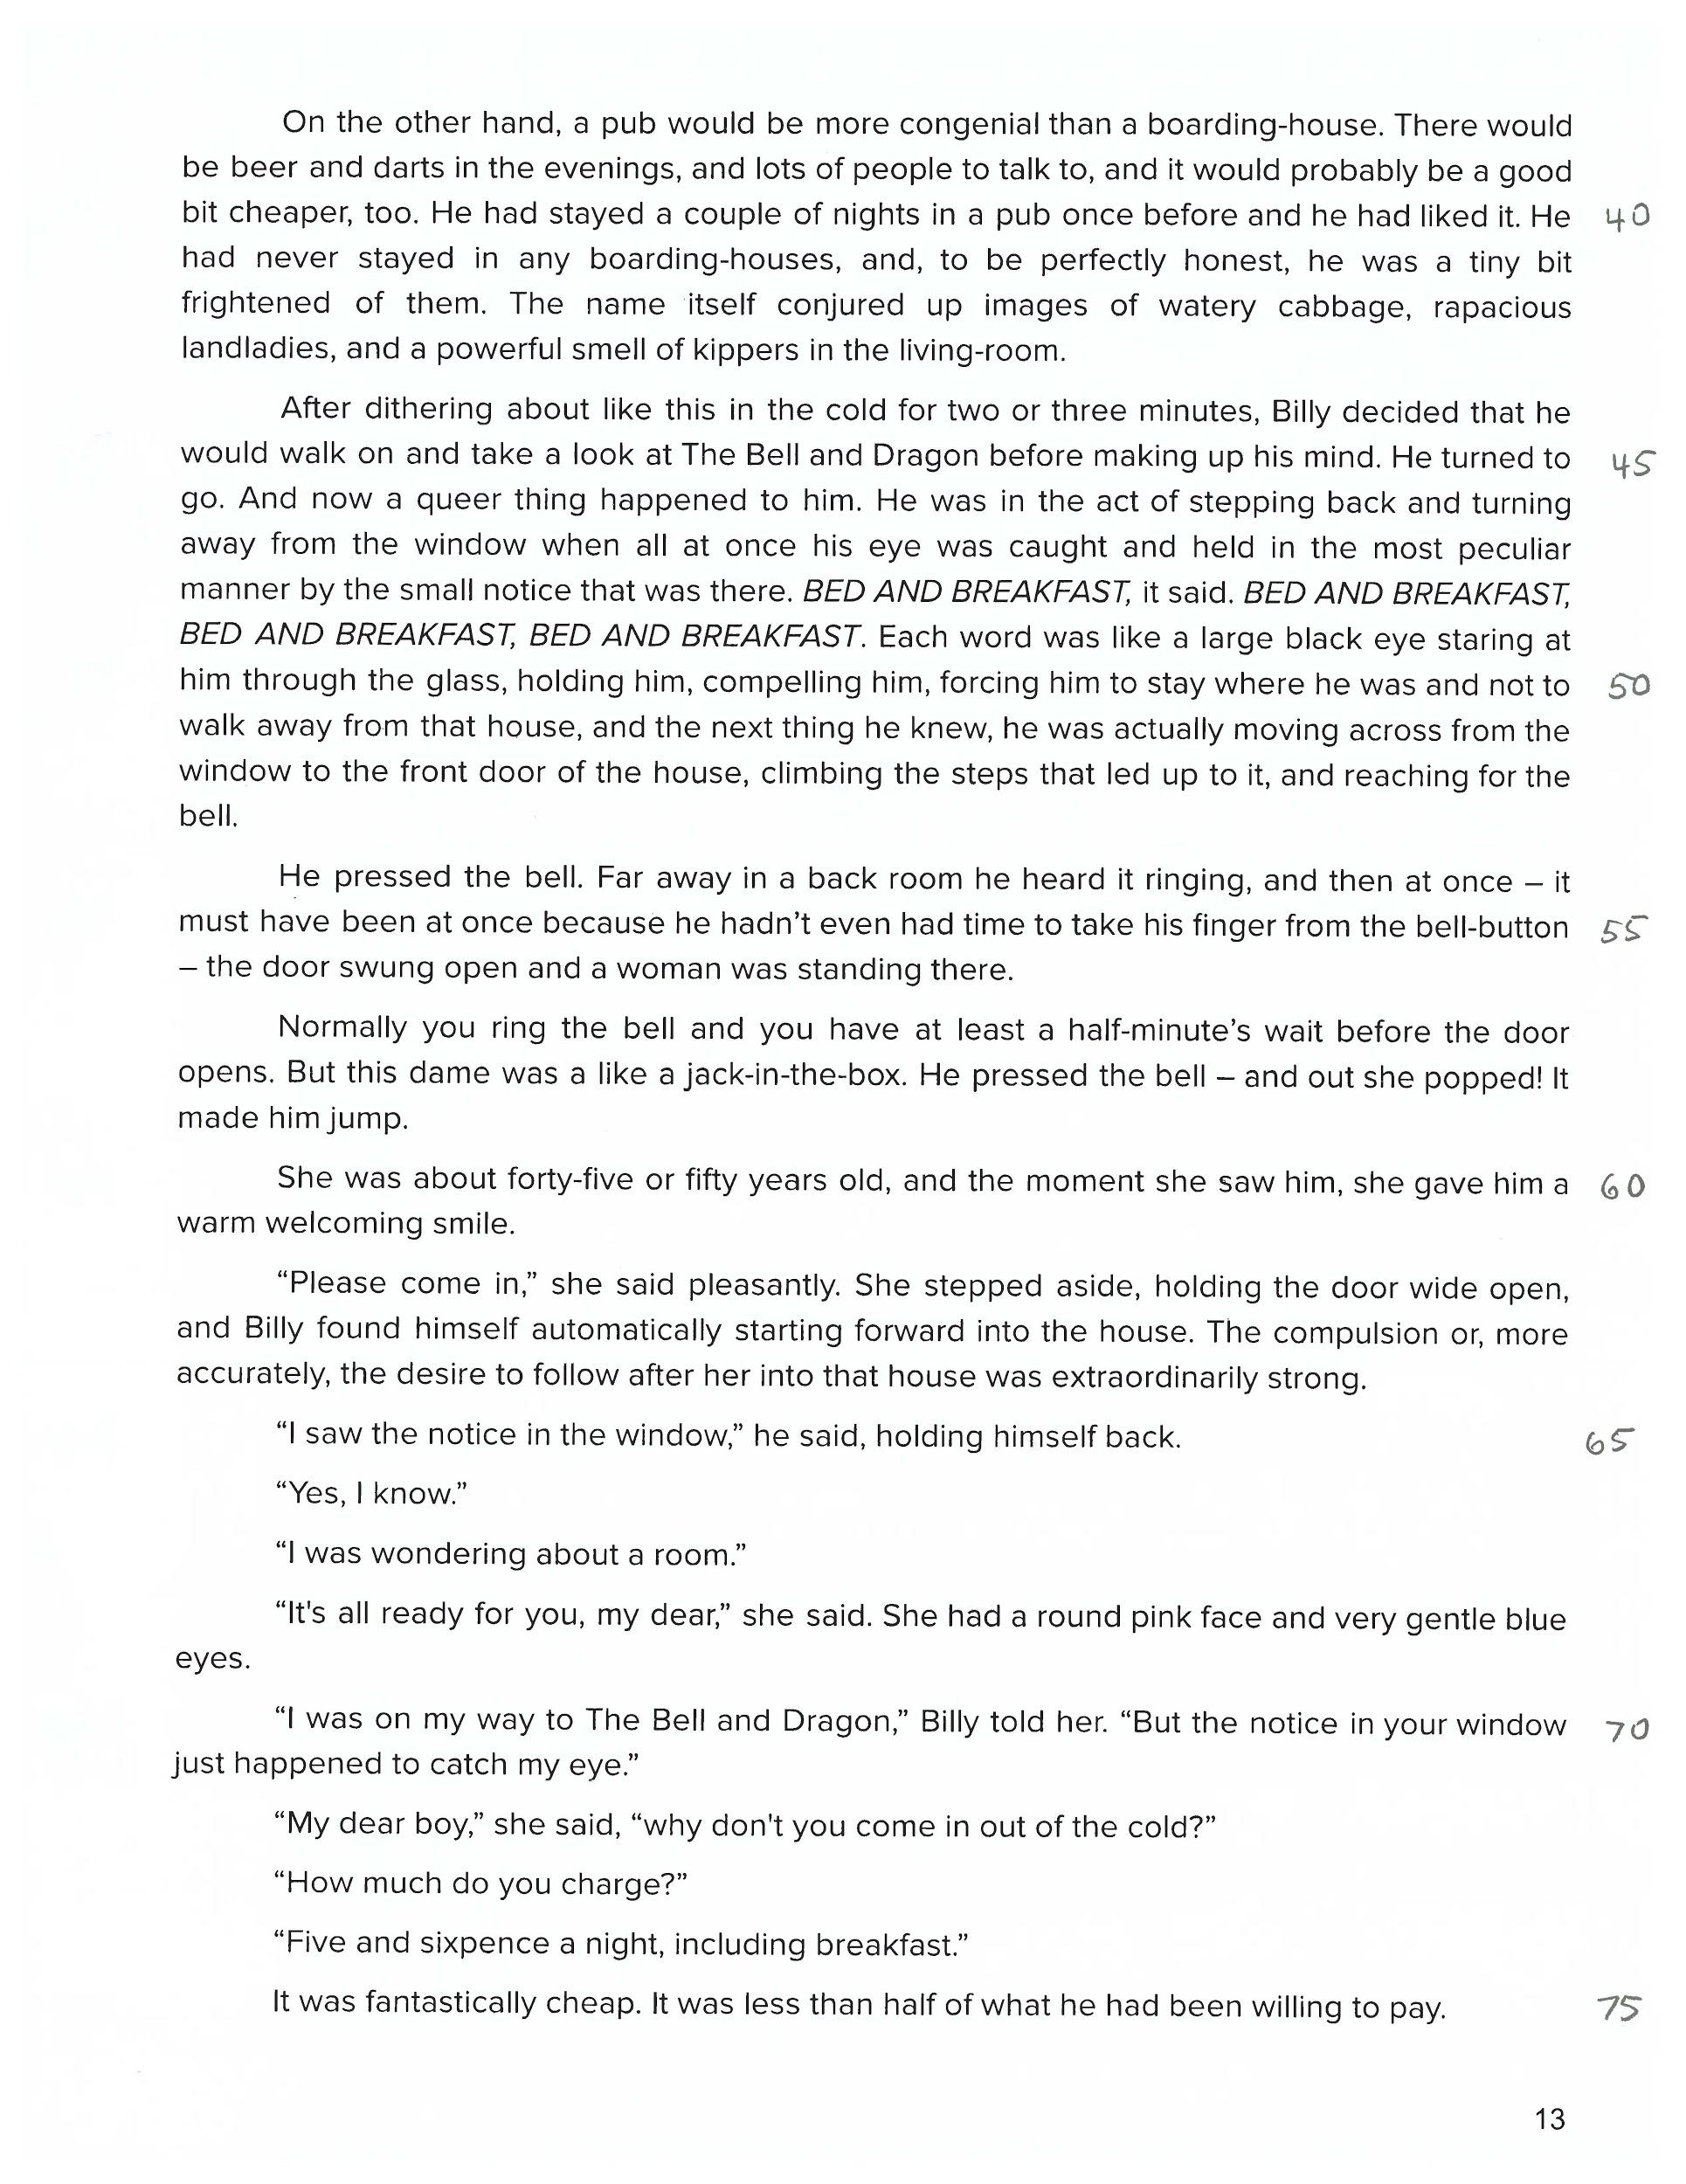 On the other hand, a pub would be more congenial than a boarding-house. There would
be beer and darts in the evenings, and lots of people to talk to, and it would probably be a good
bit cheaper, too. He had stayed a couple of nights in a pub once before and he had liked it. He 40
had never stayed in any boarding-houses, and, to be perfectly honest, he was a tiny bit
frightened of them. The name itself conjured up images of watery cabbage, rapacious
landladies, and a powerful smell of kippers in the living-room.
After dithering about like this in the cold for two or three minutes, Billy decided that he
would walk on and take a look at The Bell and Dragon before making up his mind. He turned to 45
go. And now a queer thing happened to him. He was in the act of stepping back and turning
away from the window when all at once his eye was caught and held in the most peculiar
manner by the small notice that was there. BED AND BREAKFAST, it said. BED AND BREAKFAST,
BED AND BREAKFAST, BED AND BREAKFAST. Each word was like a large black eye staring at
him through the glass, holding him, compelling him, forcing him to stay where he was and not to 50
walk away from that house, and the next thing he knew, he was actually moving across from the
window to the front door of the house, climbing the steps that led up to it, and reaching for the
bell.
He pressed the bell. Far away in a back room he heard it ringing, and then at once – it
must have been at once because he hadn't even had time to take his finger from the bell-button 55
– the door swung open and a woman was standing there.
Normally you ring the bell and you have at least a half-minute's wait before the door
opens. But this dame was a like a jack-in-the-box. He pressed the bell – and out she popped! It
made him jump.
She was about forty-five or fifty years old, and the moment she saw him, she gave him a 60
warm welcoming smile.
“Please come in,” she said pleasantly. She stepped aside, holding the door wide open,
and Billy found himself automatically starting forward into the house. The compulsion or, more
accurately, the desire to follow after her into that house was extraordinarily strong.
“I saw the notice in the window,” he said, holding himself back. 65
“Yes, I know.”
“I was wondering about a room.”
“It's all ready for you, my dear,” she said. She had a round pink face and very gentle blue
eyes.
“I was on my way to The Bell and Dragon,” Billy told her. “But the notice in your window 70
just happened to catch my eye.”
“My dear boy,” she said, “why don't you come in out of the cold?”
“How much do you charge?”
“Five and sixpence a night, including breakfast.”
It was fantastically cheap. It was less than half of what he had been willing to pay. 75
13